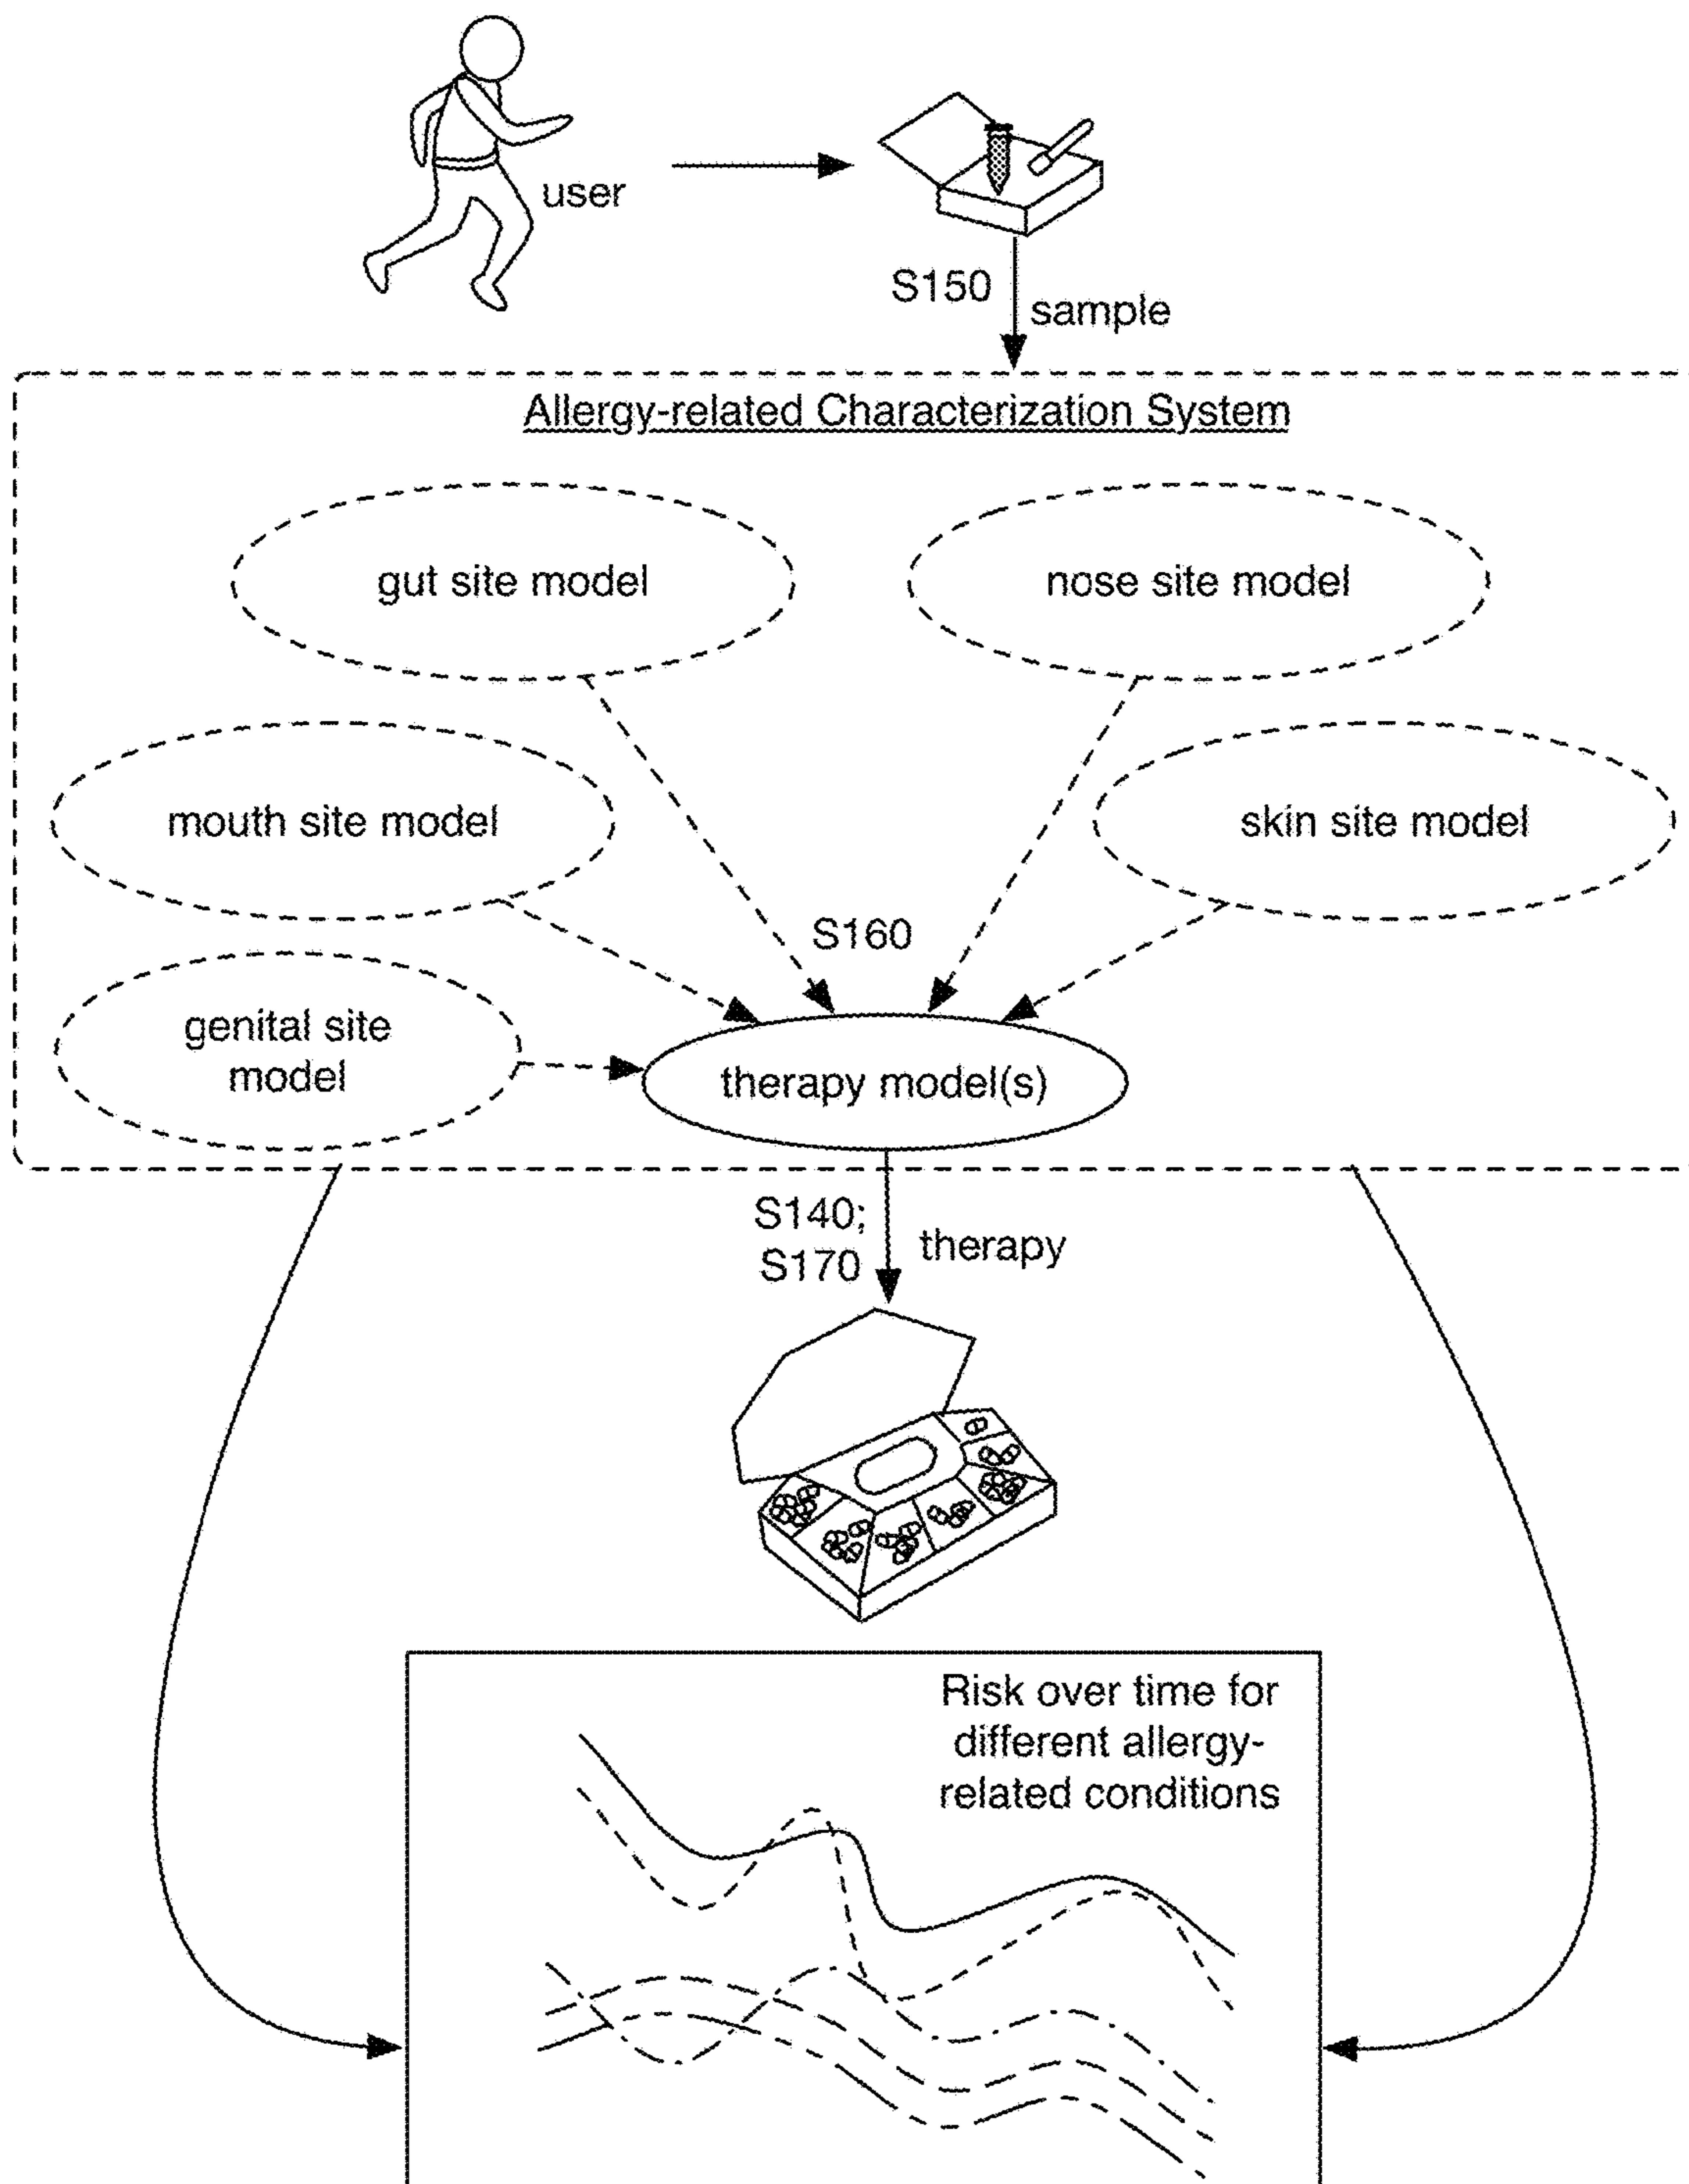 user
S150
sample
Allergy-related Characterization System
gut site model
nose site model
mouth site model
skin site model
S160
genital site
model
therapy model(s)
S140;
S170
therapy
Risk over time for
different allergy-
related conditions